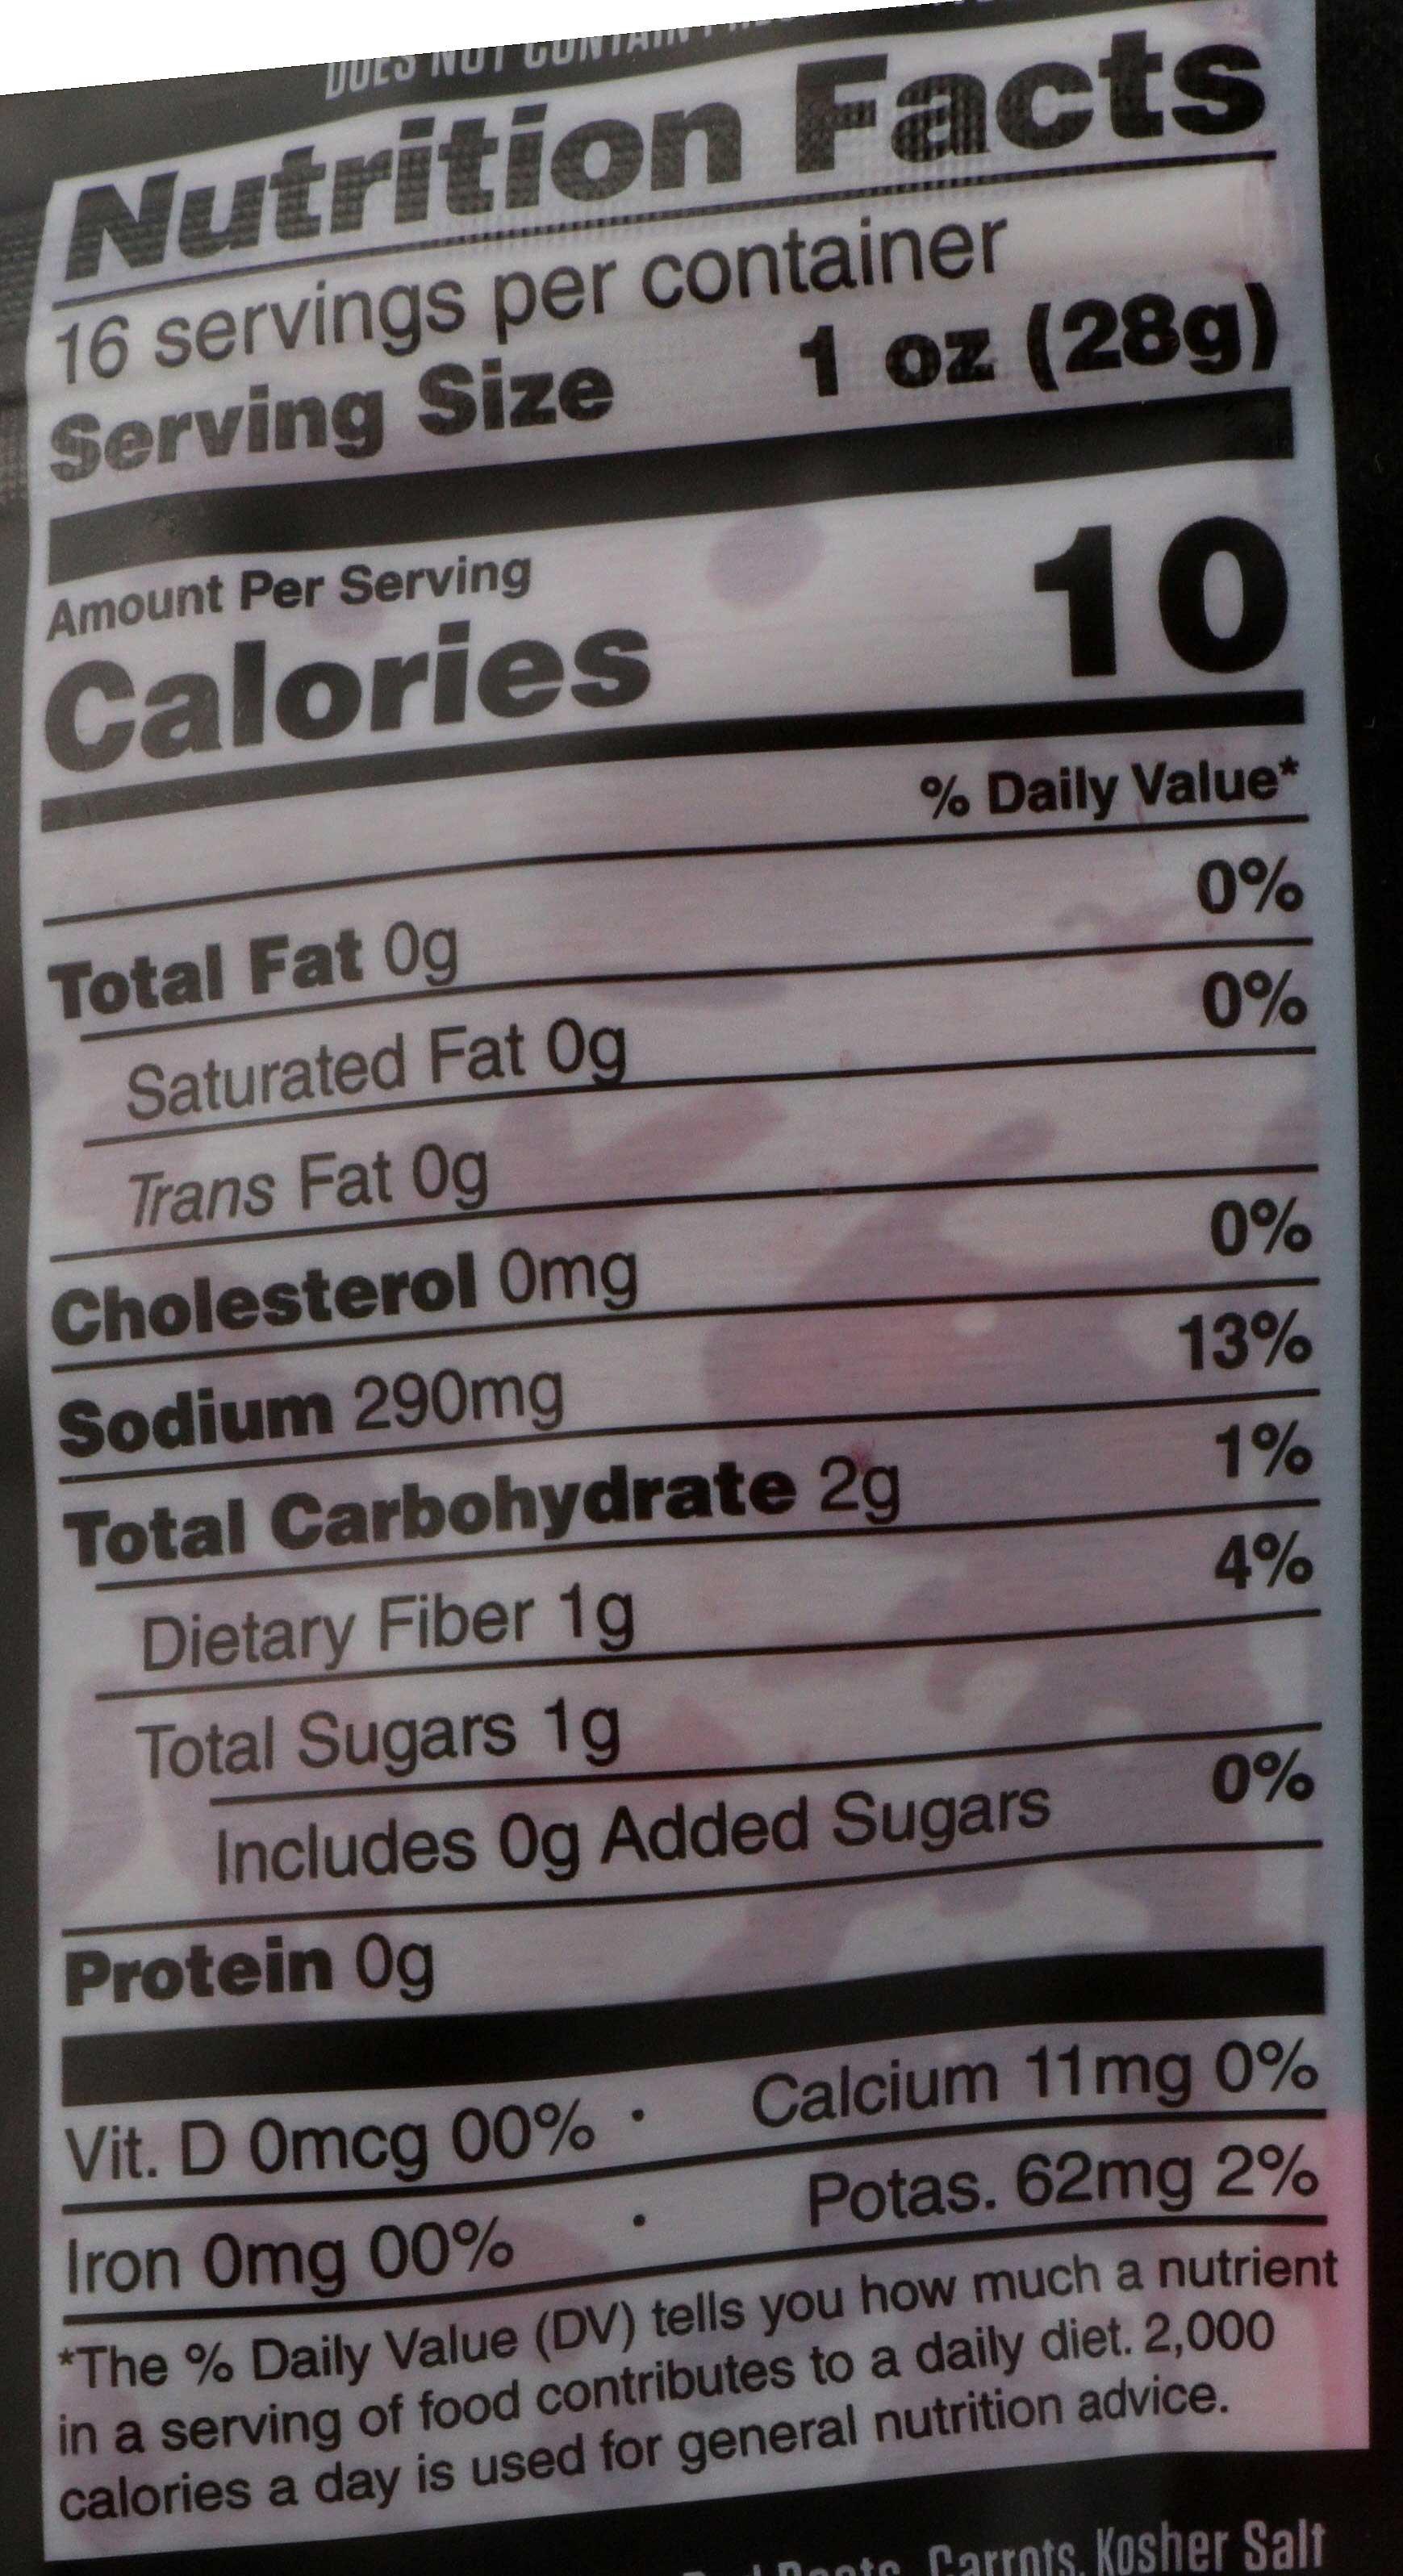 DOES NOT CONTAIN
Nutrition Facts
16 servings per container
Serving Size 1 oz (28g)
Amount Per Serving
Calories 10
% Daily Value*
Total Fat 0g 0%
Saturated Fat 0g 0%
Trans Fat 0g
Cholesterol 0mg 0%
Sodium 290mg 13%
Total Carbohydrate 2g 1%
Dietary Fiber 1g 4%
Total Sugars 1g
Includes 0g Added Sugars 0%
Protein 0g
Vit. D 0mcg 00% · Calcium 11mg 0%
Iron 0mg 00% · Potas. 62mg 2%
*The % Daily Value (DV) tells you how much a nutrient
in a serving of food contributes to a daily diet. 2,000
calories a day is used for general nutrition advice.
Beets, Carrots, Kosher Salt